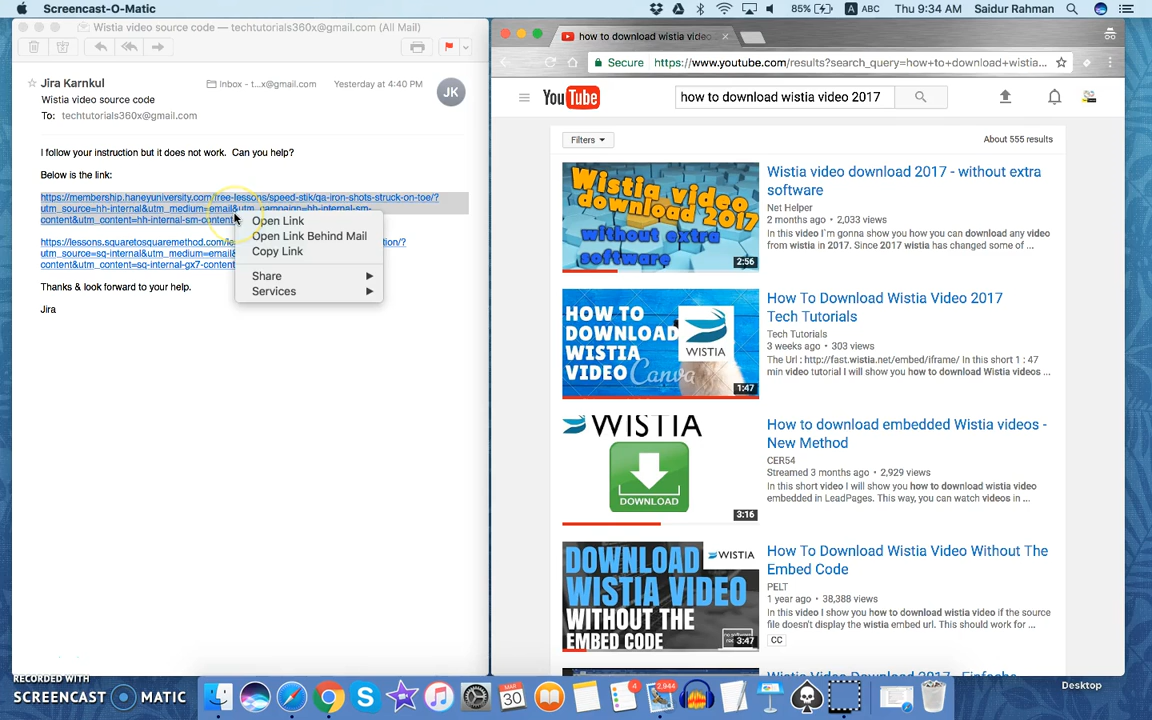 Screencast-O-Matic
85%
A ABC
Thu 9:34 AM Saidur Rahman
Wistia video source code — techtutorials360x@gmail.com (All Mail)
Jira Karnkul
Inbox - t...x@gmail.com
Yesterday at 4:40 PM
JK
Wistia video source code
To: techtutorials360x@gmail.com
I follow your instruction but it does not work. Can you help?
Below is the link:
https://membership.haneyuniversity.com/free-lessons/speed-stik/qa-iron-shots-struck-on-toe/?
utm_source=hh-internal&utm_medium=email&utm_campaign=hh-internal-sm-
content&utm_content=hh-internal-sm-content
https://lessons.squaretosquaremethod.com/le
tion/?
utm_source=sq-internal&utm_medium=email&
content&utm_content=sq-internal-gx7-content
Thanks & look forward to your help.
Jira
Open Link
Open Link Behind Mail
Copy Link
Share
Services
how to download wistia video
Secure https://www.youtube.com/results?search_query=how+to+download+wistia...
YouTube
how to download wistia video 2017
Filters
About 555 results
Wistia video download 2017 without extra software
2:56
Wistia video download 2017 - without extra
software
Net Helper
2 months ago • 2,033 views
In this video I'm gonna show you how you can download any video
from wistia in 2017. Since 2017 wistia has changed some of ...
HOW TO
DOWNLOAD
WISTIA
VIDEO
WISTIA
Canva
1:47
How To Download Wistia Video 2017
Tech Tutorials
Tech Tutorials
3 weeks ago • 303 views
The Url : http://fast.wistia.net/embed/iframe/ In this short 1 : 47
min video tutorial I will show you how to download Wistia videos ...
WISTIA
DOWNLOAD
3:16
How to download embedded Wistia videos -
New Method
CER54
Streamed 3 months ago • 2,929 views
In this short video I will show you how to download wistia video
embedded in LeadPages. This way, you can watch videos in ...
DOWNLOAD
WISTIA
WISTIA VIDEO
WITHOUT THE
EMBED CODE
3:47
How To Download Wistia Video Without The
Embed Code
PELT
1 year ago • 38,388 views
In this video I show you how to download wistia video if the source
file doesn't display the wistia embed url. This should work for ...
CC
Wistia Video Download 2017 - Einfache
RECORDED WITH
SCREENCAST MATIC
MAR
30
4
2,944
Desktop